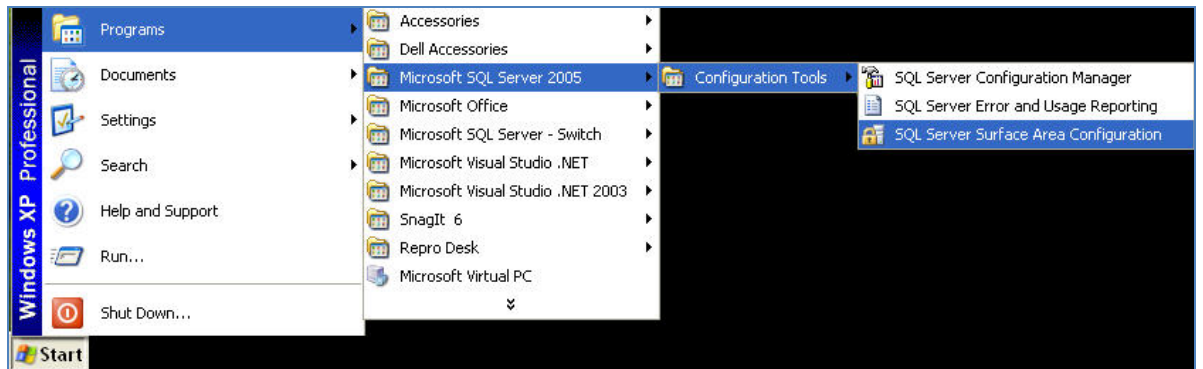 Windows XP Professional
Programs
Documents
Settings
Search
Help and Support
Run...
Shut Down...
Start
Accessories
Dell Accessories
Microsoft SQL Server 2005
Microsoft Office
Microsoft SQL Server - Switch
Microsoft Visual Studio .NET
Microsoft Visual Studio .NET 2003
SnagIt 6
Repro Desk
Microsoft Virtual PC
Configuration Tools
SQL Server Configuration Manager
SQL Server Error and Usage Reporting
SQL Server Surface Area Configuration